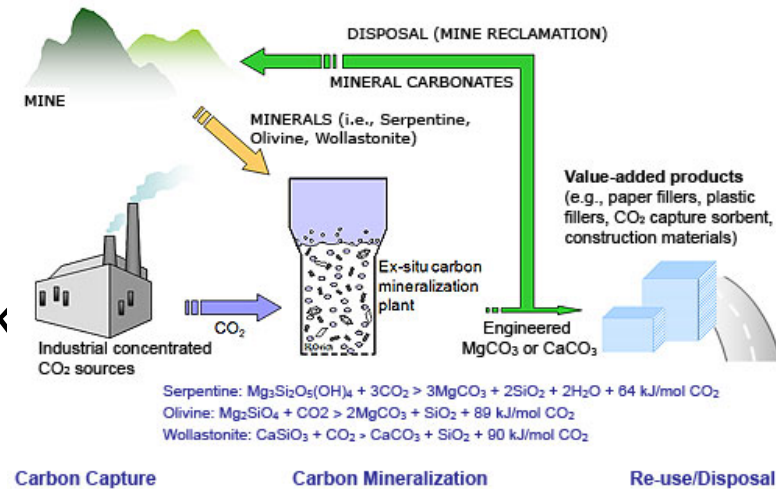 DISPOSAL (MINE RECLAMATION)
MINERAL CARBONATES
MINE
MINERALS (i.e., Serpentine,
Olivine, Wollastonite)
Value-added products
(e.g., paper fillers, plastic
fillers, CO₂ capture sorbent,
construction materials)
Ex-situ carbon
mineralization
plant
CO₂
Industrial concentrated
CO₂ sources
Engineered
MgCO₃ or CaCO₃
Serpentine: Mg₃Si₂O₅(OH)₄ + 3CO₂ > 3MgCO₃ + 2SiO₂ + 2H₂O + 64 kJ/mol CO₂
Olivine: Mg₂SiO₄ + CO2 > 2MgCO₃ + SiO₂ + 89 kJ/mol CO₂
Wollastonite: CaSiO₃ + CO₂ > CaCO₃ + SiO₂ + 90 kJ/mol CO₂
Carbon Capture
Carbon Mineralization
Re-use/Disposal